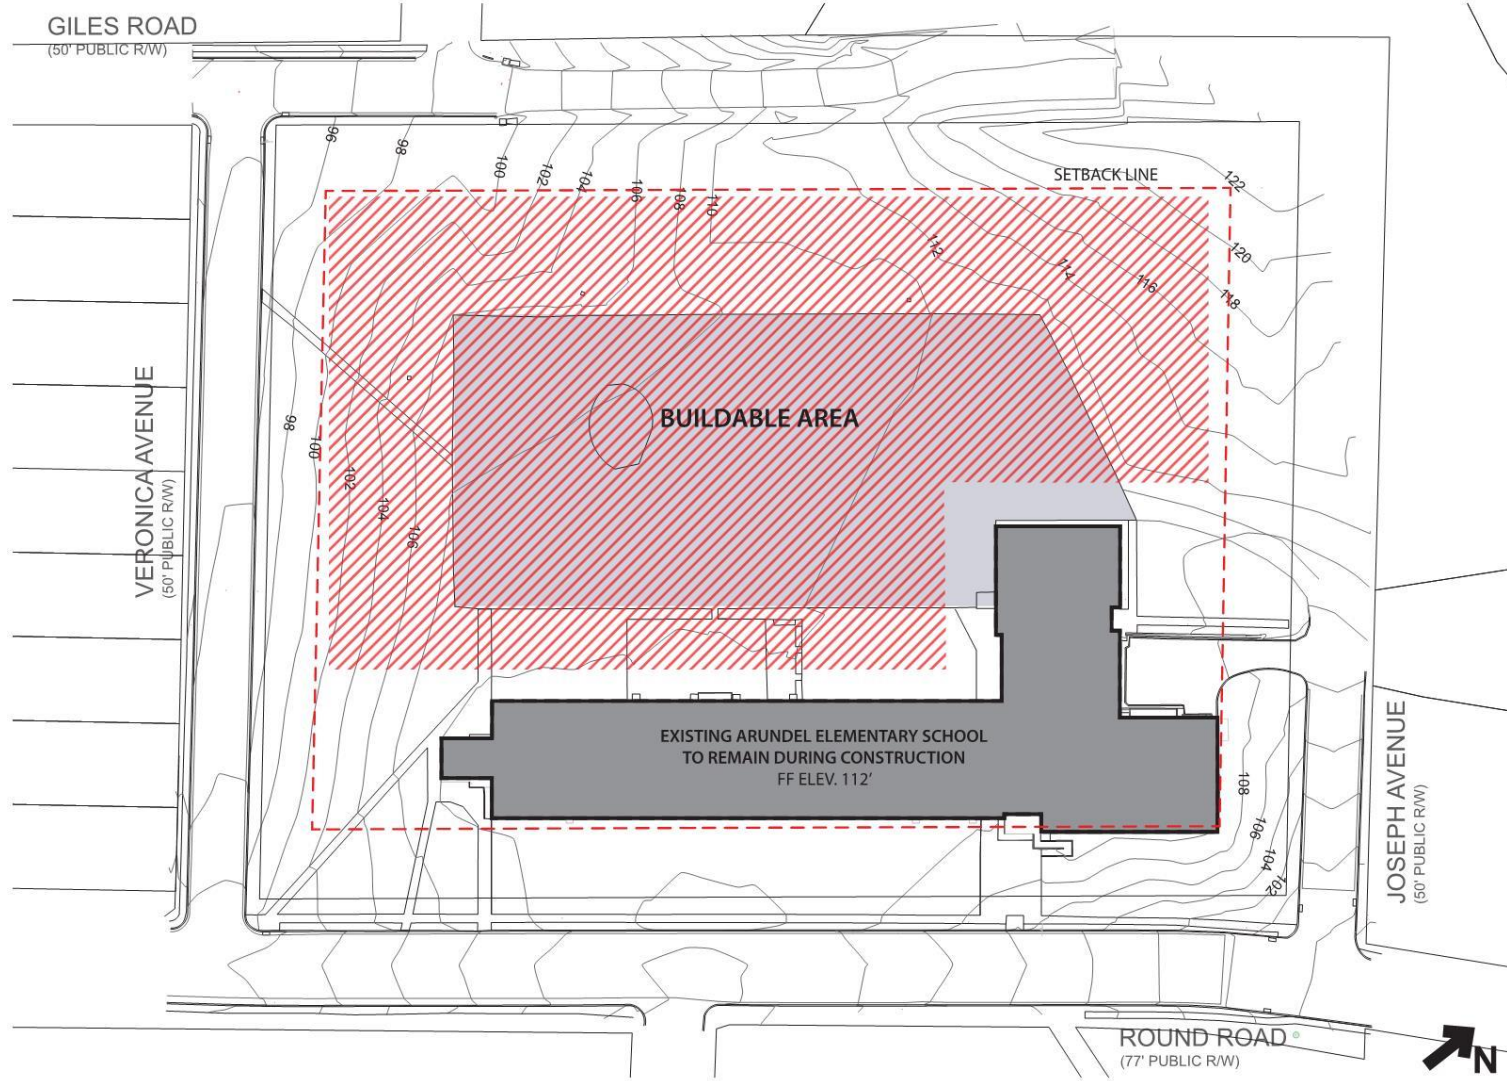 GILES ROAD
(50' PUBLIC R/W)
96
98
100
102
104
106
108
110
SETBACK LINE
122
120
118
116
114
112
BUILDABLE AREA
VERONICA AVENUE
(50' PUBLIC R/W)
98
100
102
104
106
EXISTING ARUNDEL ELEMENTARY SCHOOL
TO REMAIN DURING CONSTRUCTION
FF ELEV. 112'
108
106
104
102
JOSEPH AVENUE
(50' PUBLIC R/W)
ROUND ROAD
(77' PUBLIC R/W)
N